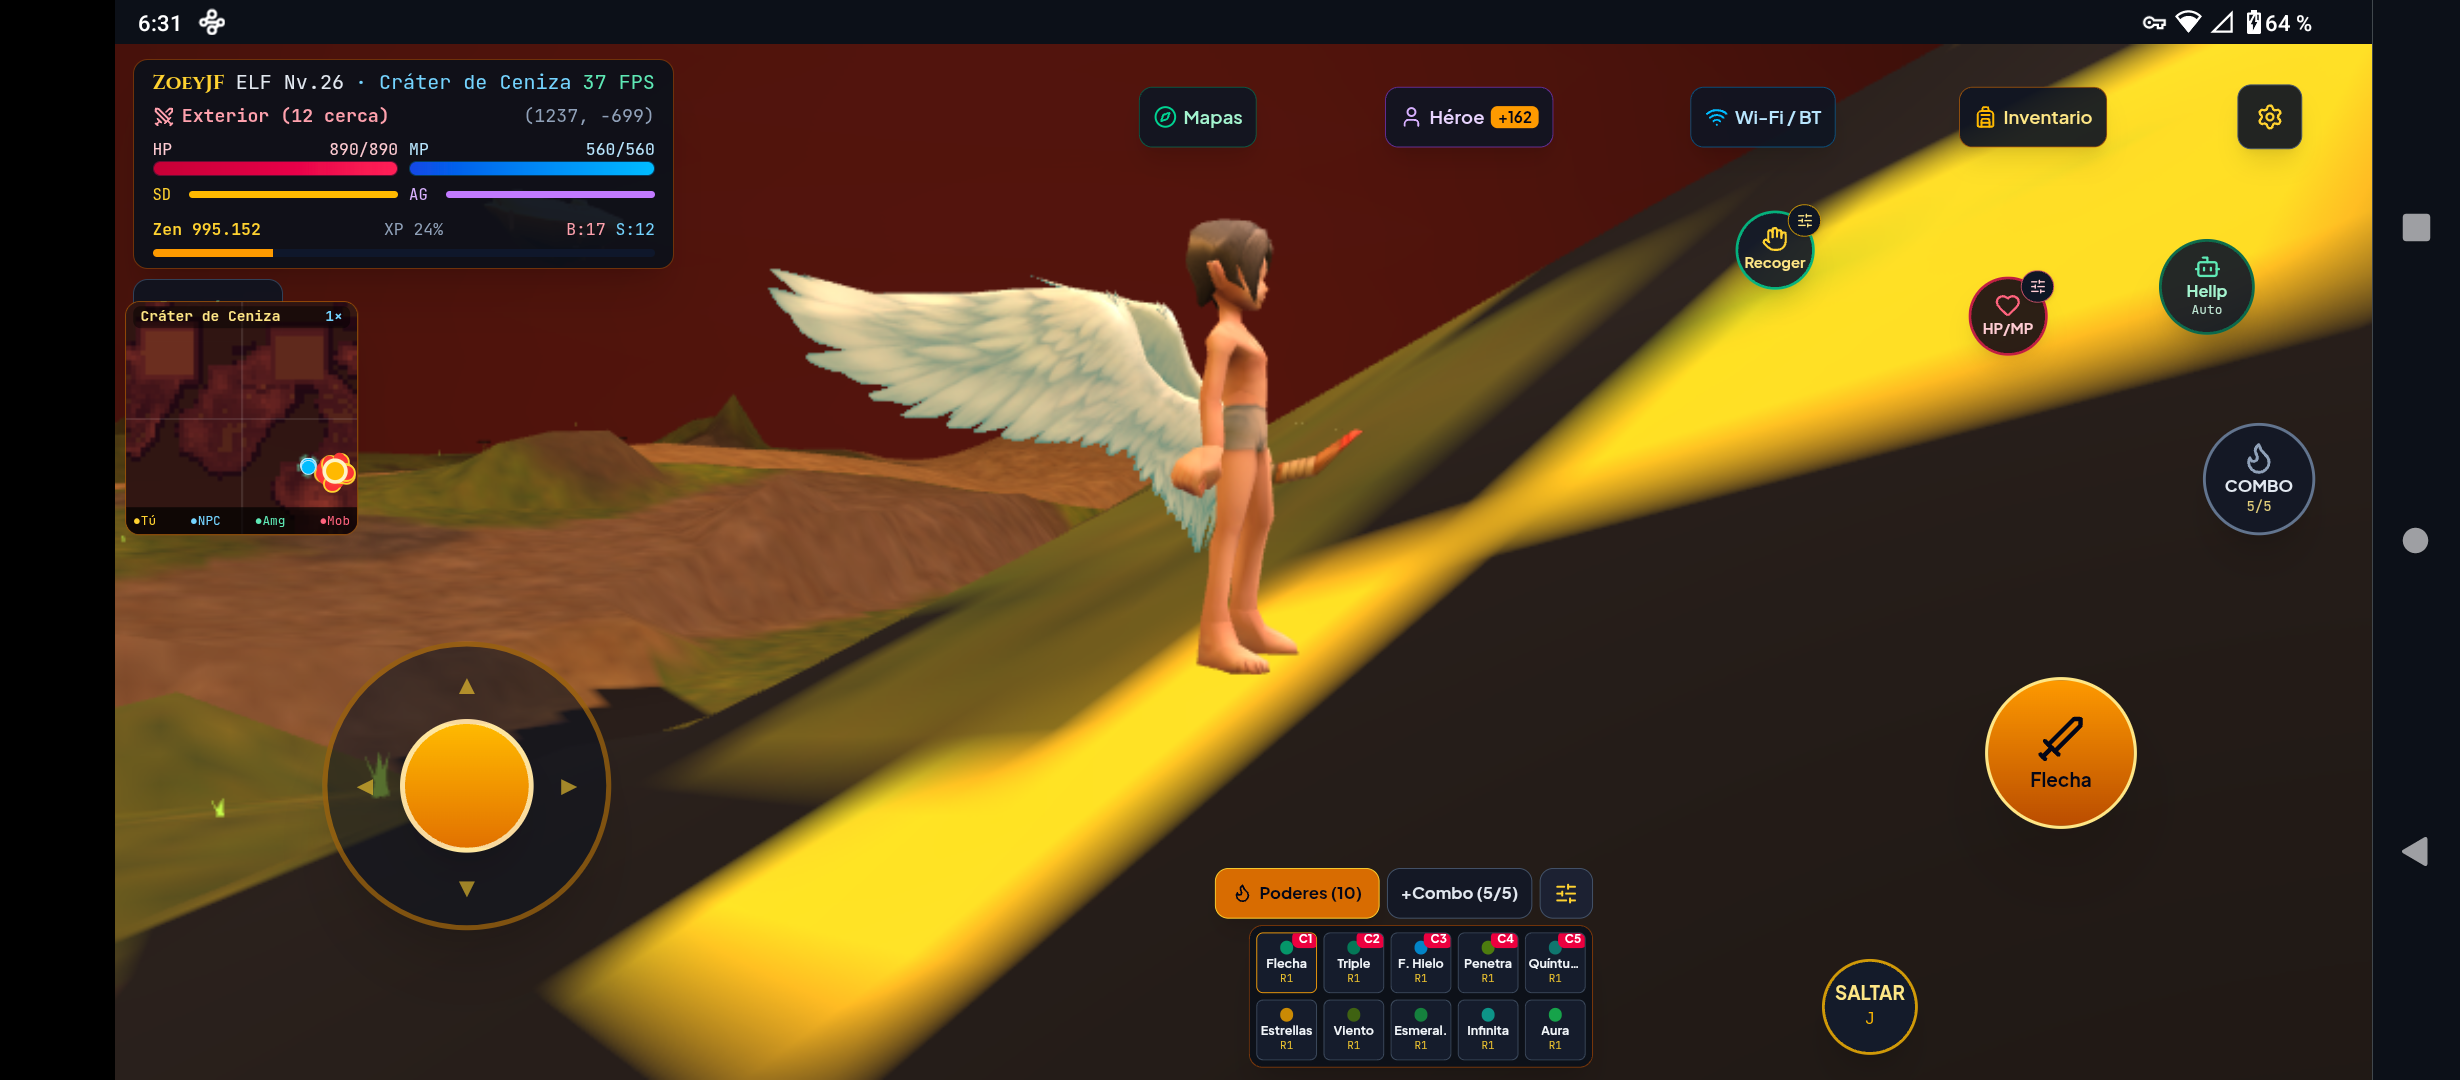 6:31
64 %
ZoeyJF ELF Nv.26 · Cráter de Ceniza 37 FPS
Exterior (12 cerca) (1237, -699)
HP 890/890 MP 560/560
SD AG
Zen 995.152 XP 24% B:17 S:12
Mapas
Héroe +162
Wi-Fi / BT
Inventario
Cráter de Ceniza 1×
Tú NPC Amg Mob
Recoger
HP/MP
Hellp
Auto
COMBO
5/5
Flecha
Poderes (10) +Combo (5/5)
C1 C2 C3 C4 C5
Flecha Triple F. Hielo Penetra Quíntu...
R1 R1 R1 R1 R1
Estrellas Viento Esmeral. Infinita Aura
R1 R1 R1 R1 R1
SALTAR
J